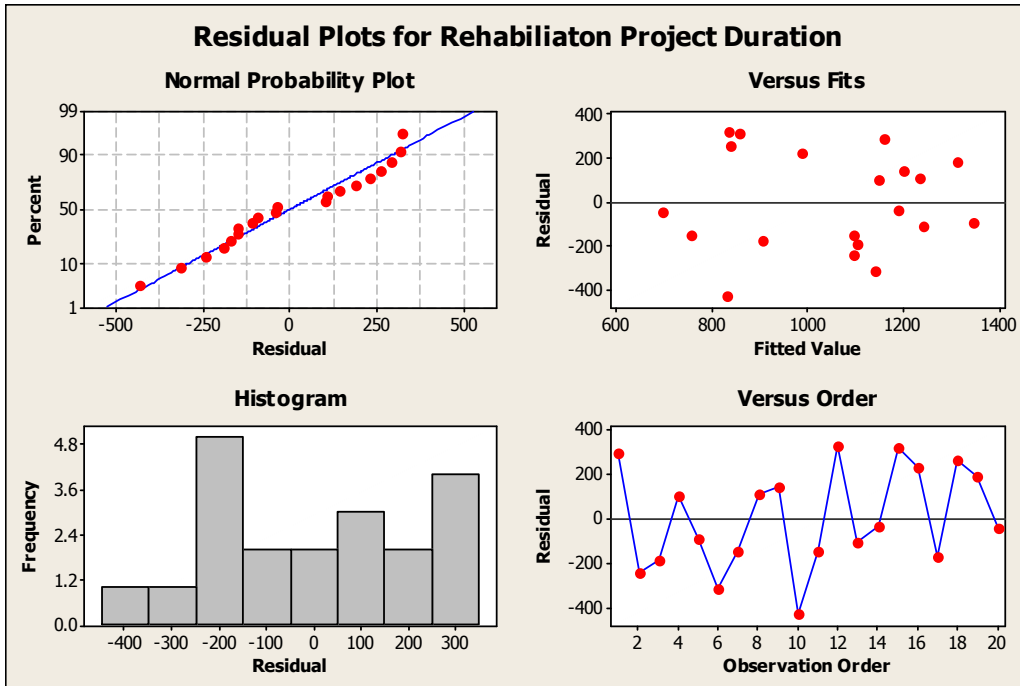 Residual Plots for Rehabiliaton Project Duration
Normal Probability Plot
99
90
50
10
1
Percent
-500 -250 0 250 500
Residual
Versus Fits
400
200
0
-200
-400
Residual
600 800 1000 1200 1400
Fitted Value
Histogram
4.8
3.6
2.4
1.2
0.0
Frequency
-400 -300 -200 -100 0 100 200 300
Residual
Versus Order
400
200
0
-200
-400
Residual
2 4 6 8 10 12 14 16 18 20
Observation Order